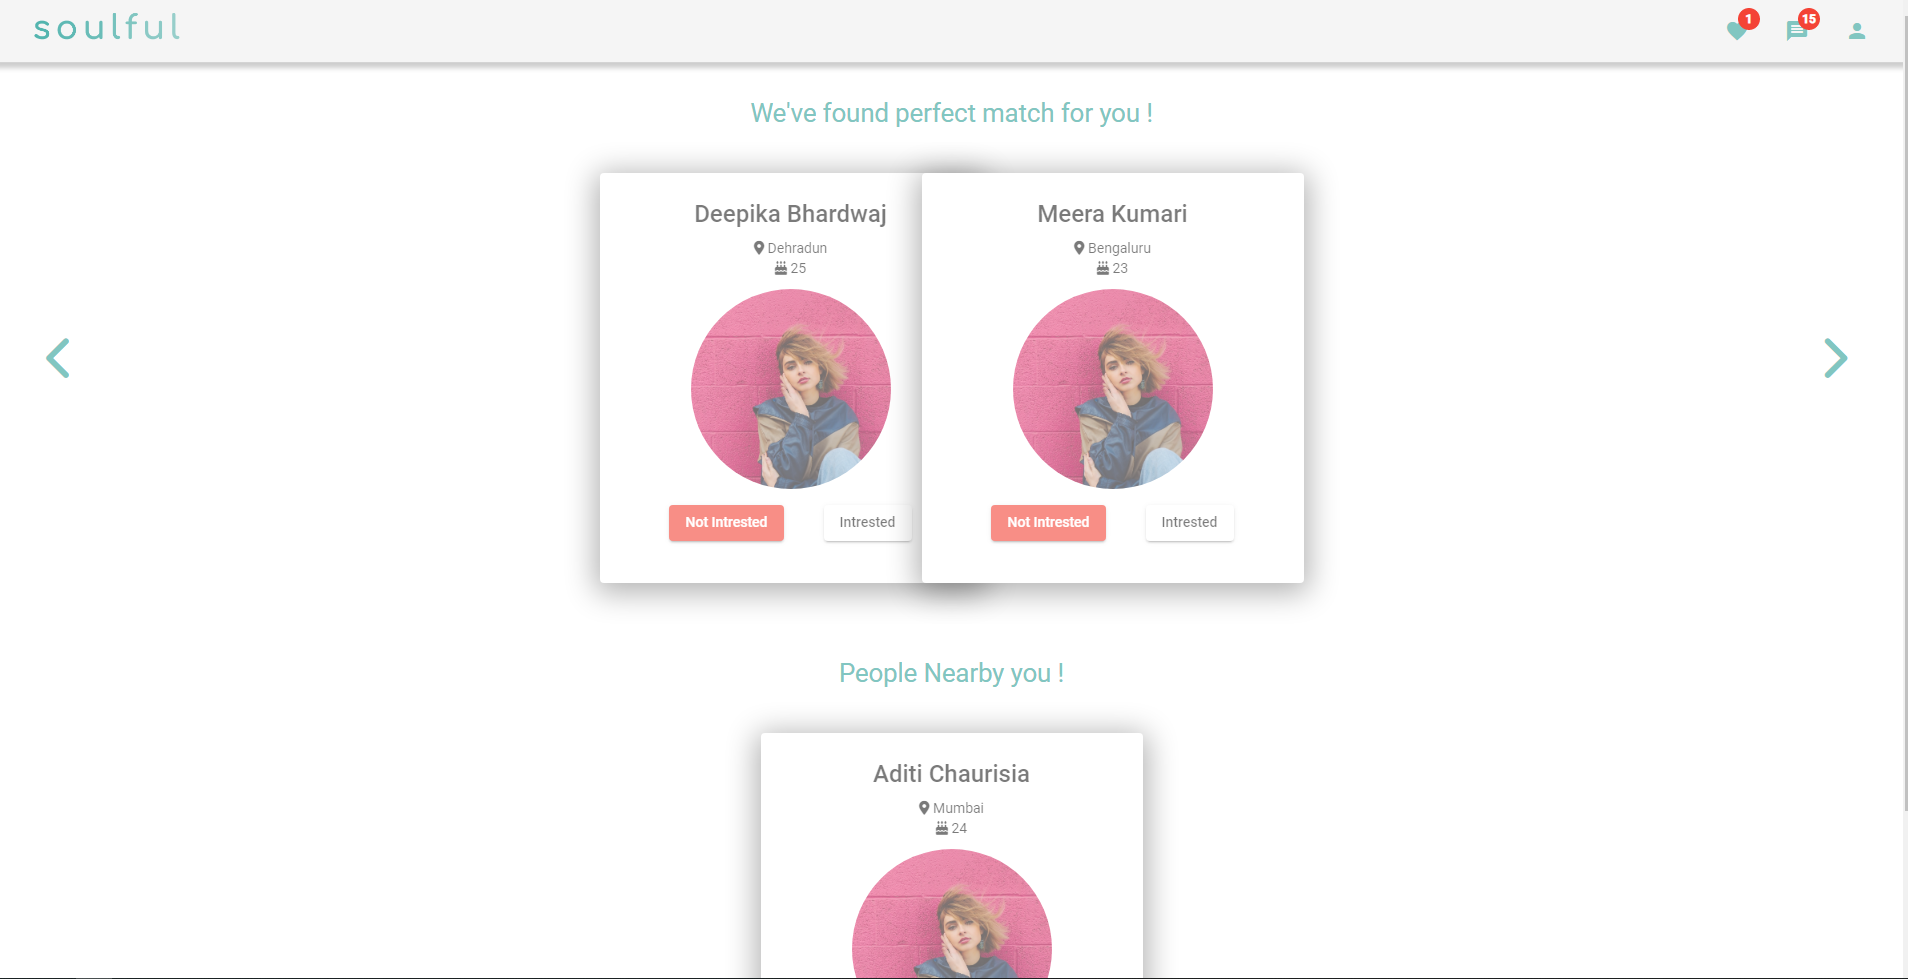 soulful
1
15
We've found perfect match for you !
Deepika Bhardwaj
Dehradun
25
Not Intrested
Intrested
Meera Kumari
Bengaluru
23
Not Intrested
Intrested
People Nearby you !
Aditi Chaurisia
Mumbai
24